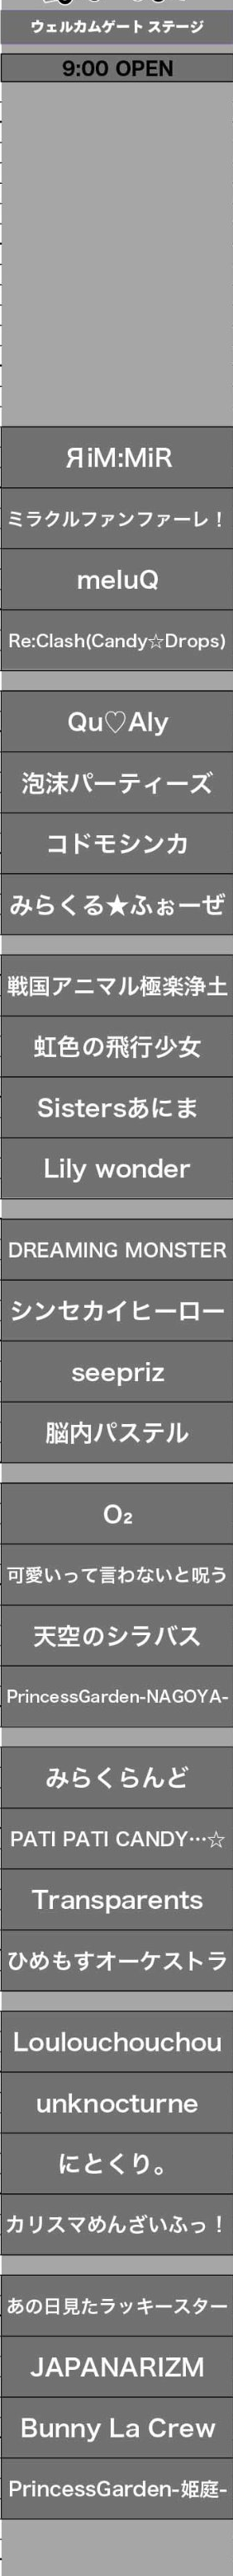 ウェルカムゲート ステージ
9:00 OPEN
ЯiM:MiR
ミラクルファンファーレ！
meluQ
Re:Clash(Candy☆Drops)
Qu♡Aly
泡沫パーティーズ
コドモシンカ
みらくる★ふぉーぜ
戦国アニマル極楽浄土
虹色の飛行少女
Sistersあにま
Lily wonder
DREAMING MONSTER
シンセカイヒーロー
seepriz
脳内パステル
O₂
可愛いって言わないと呪う
天空のシラバス
PrincessGarden-NAGOYA-
みらくらんど
PATI PATI CANDY…☆
Transparents
ひめもすオーケストラ
Loulouchouchou
unknocturne
にとくり。
カリスマめんざいふっ！
あの日見たラッキースター
JAPANARIZM
Bunny La Crew
PrincessGarden-姫庭-